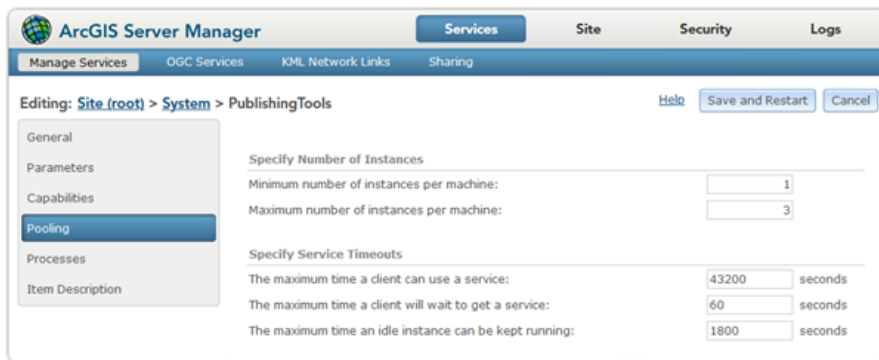 ArcGIS Server Manager Services Site Security Logs
Manage Services OGC Services KML Network Links Sharing
Editing: Site (root) > System > PublishingTools Help Save and Restart Cancel
General
Parameters
Capabilities
Pooling
Processes
Item Description
Specify Number of Instances
Minimum number of instances per machine: 1
Maximum number of instances per machine: 3
Specify Service Timeouts
The maximum time a client can use a service: 43200 seconds
The maximum time a client will wait to get a service: 60 seconds
The maximum time an idle instance can be kept running: 1800 seconds